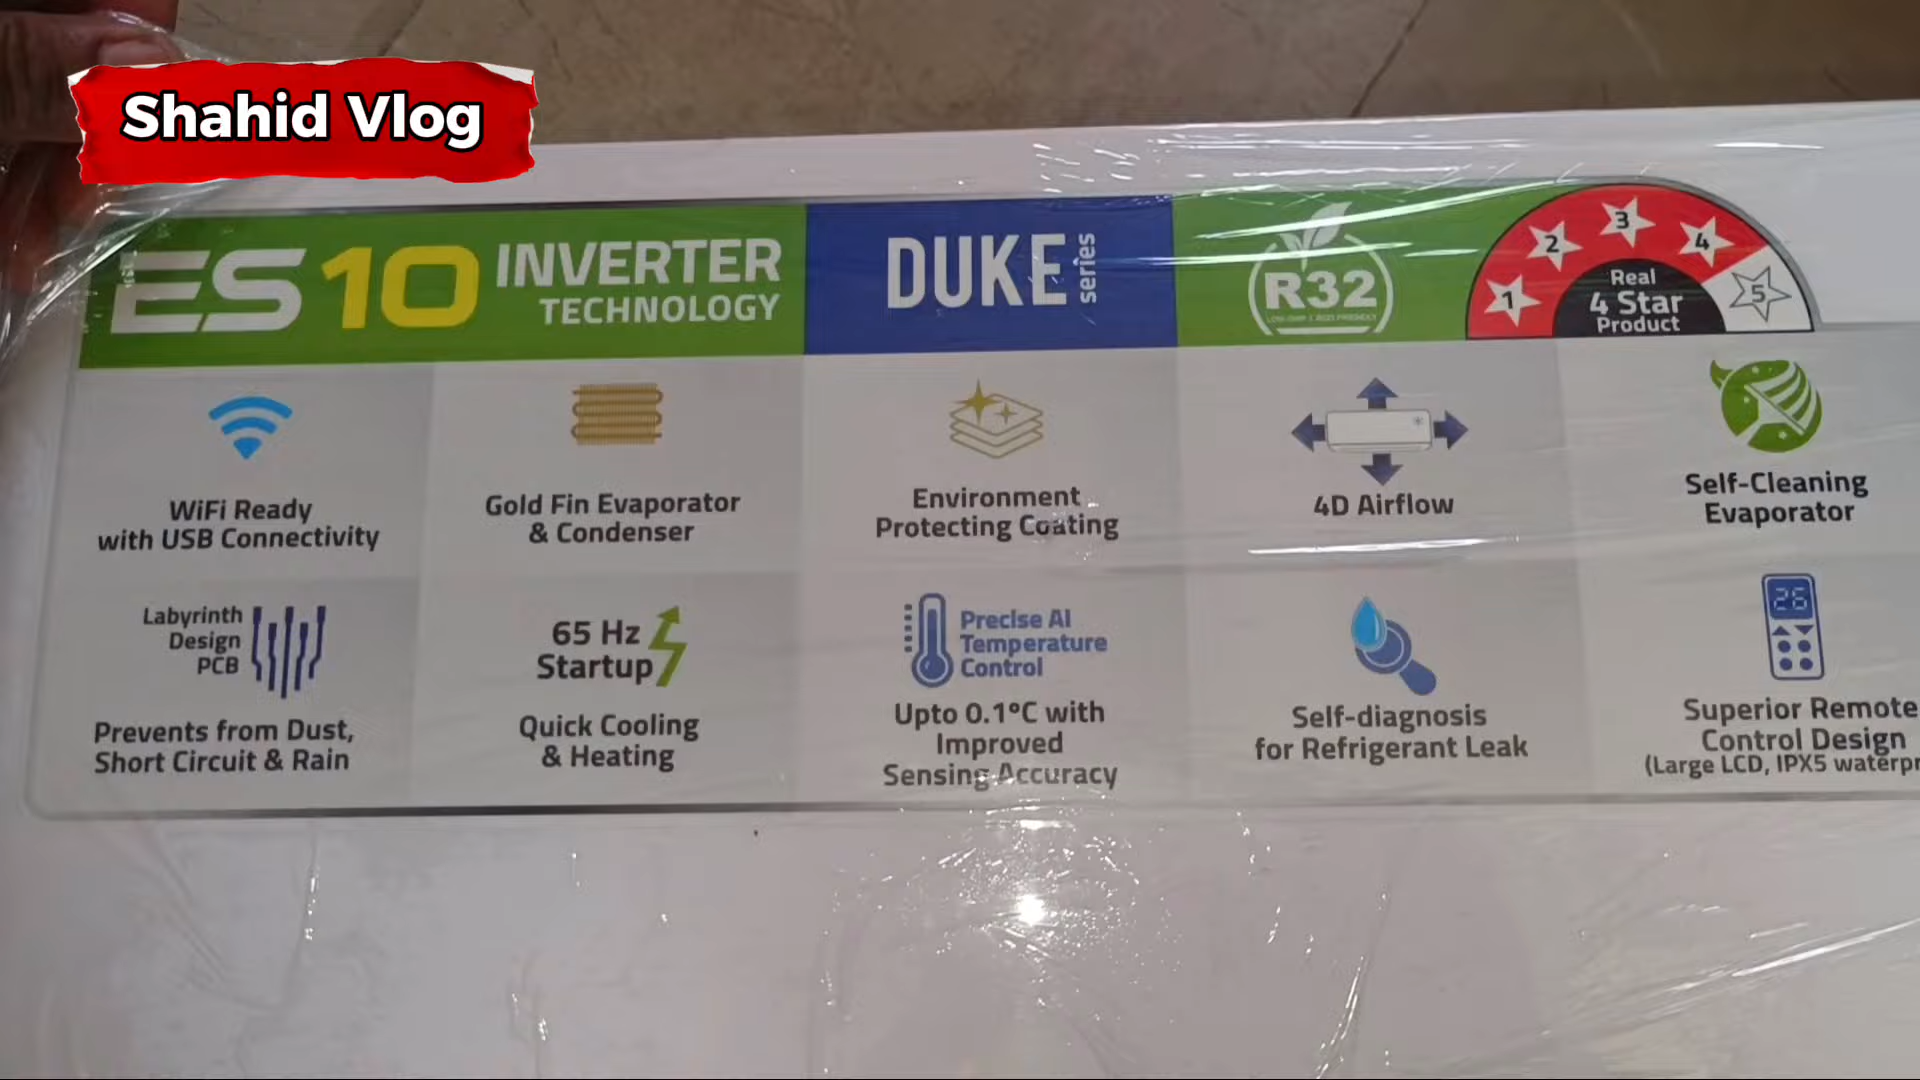 Shahid Vlog
ES 10 INVERTER
TECHNOLOGY
DUKE series
R32
1
2
3
4
5
Real
4 Star
Product
WiFi Ready
with USB Connectivity
Gold Fin Evaporator
& Condenser
Environment
Protecting Coating
4D Airflow
Self-Cleaning
Evaporator
Labyrinth
Design
PCB
Prevents from Dust,
Short Circuit & Rain
65 Hz
Startup
Quick Cooling
& Heating
Precise AI
Temperature
Control
Upto 0.1°C with
Improved
Sensing Accuracy
Self-diagnosis
for Refrigerant Leak
26
Superior Remote
Control Design
(Large LCD, IPX5 waterpr